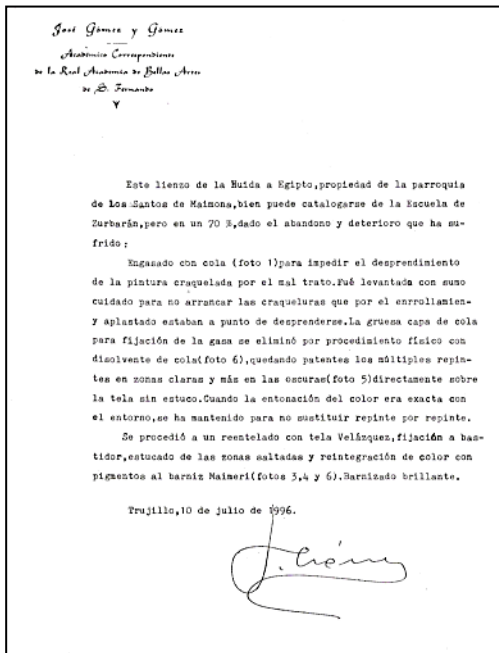 José Gómez y Gómez
Académico Correspondiente
de la Real Academia de Bellas Artes
de S. Fernando
Este lienzo de la Huida a Egipto,propiedad de la parroquia
de Los Santos de Maimona,bien puede catalogarse de la Escuela de
Zurbarán,pero en un 70 %,dado el abandono y deterioro que ha su-
frido;
Engasado con cola (foto 1)para impedir el desprendimiento
de la pintura craquelada por el mal trato.Fué levantada con sumo
cuidado para no arrancar las craqueluras que por el enrrollamien-
y aplastado estaban a punto de desprenderse.La gruesa capa de cola
para fijación de la gasa se eliminó por procedimiento físico con
disolvente de cola(foto 6),quedando patentes los múltiples repin-
tes en zonas claras y más en las oscuras(foto 5)directamente sobre
la tela sin estuco.Cuando la entonación del color era exacta con
el entorno,se ha mantenido para no sustituir repinte por repinte.
Se procedió a un reentelado con tela Velázquez,fijación a bas-
tidor,estucado de las zonas saltadas y reintegración de color con
pigmentos al barniz Maimeri(fotos 3,4 y 6).Barnizado brillante.
Trujillo,10 de julio de 1996.